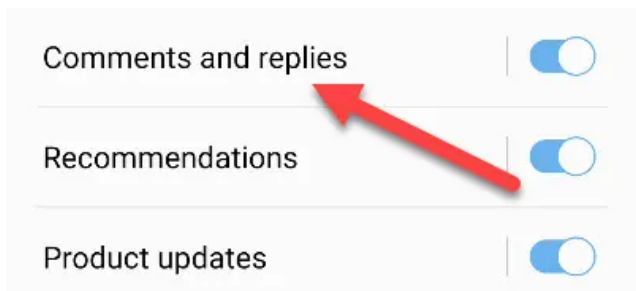 Comments and replies
Recommendations
Product updates